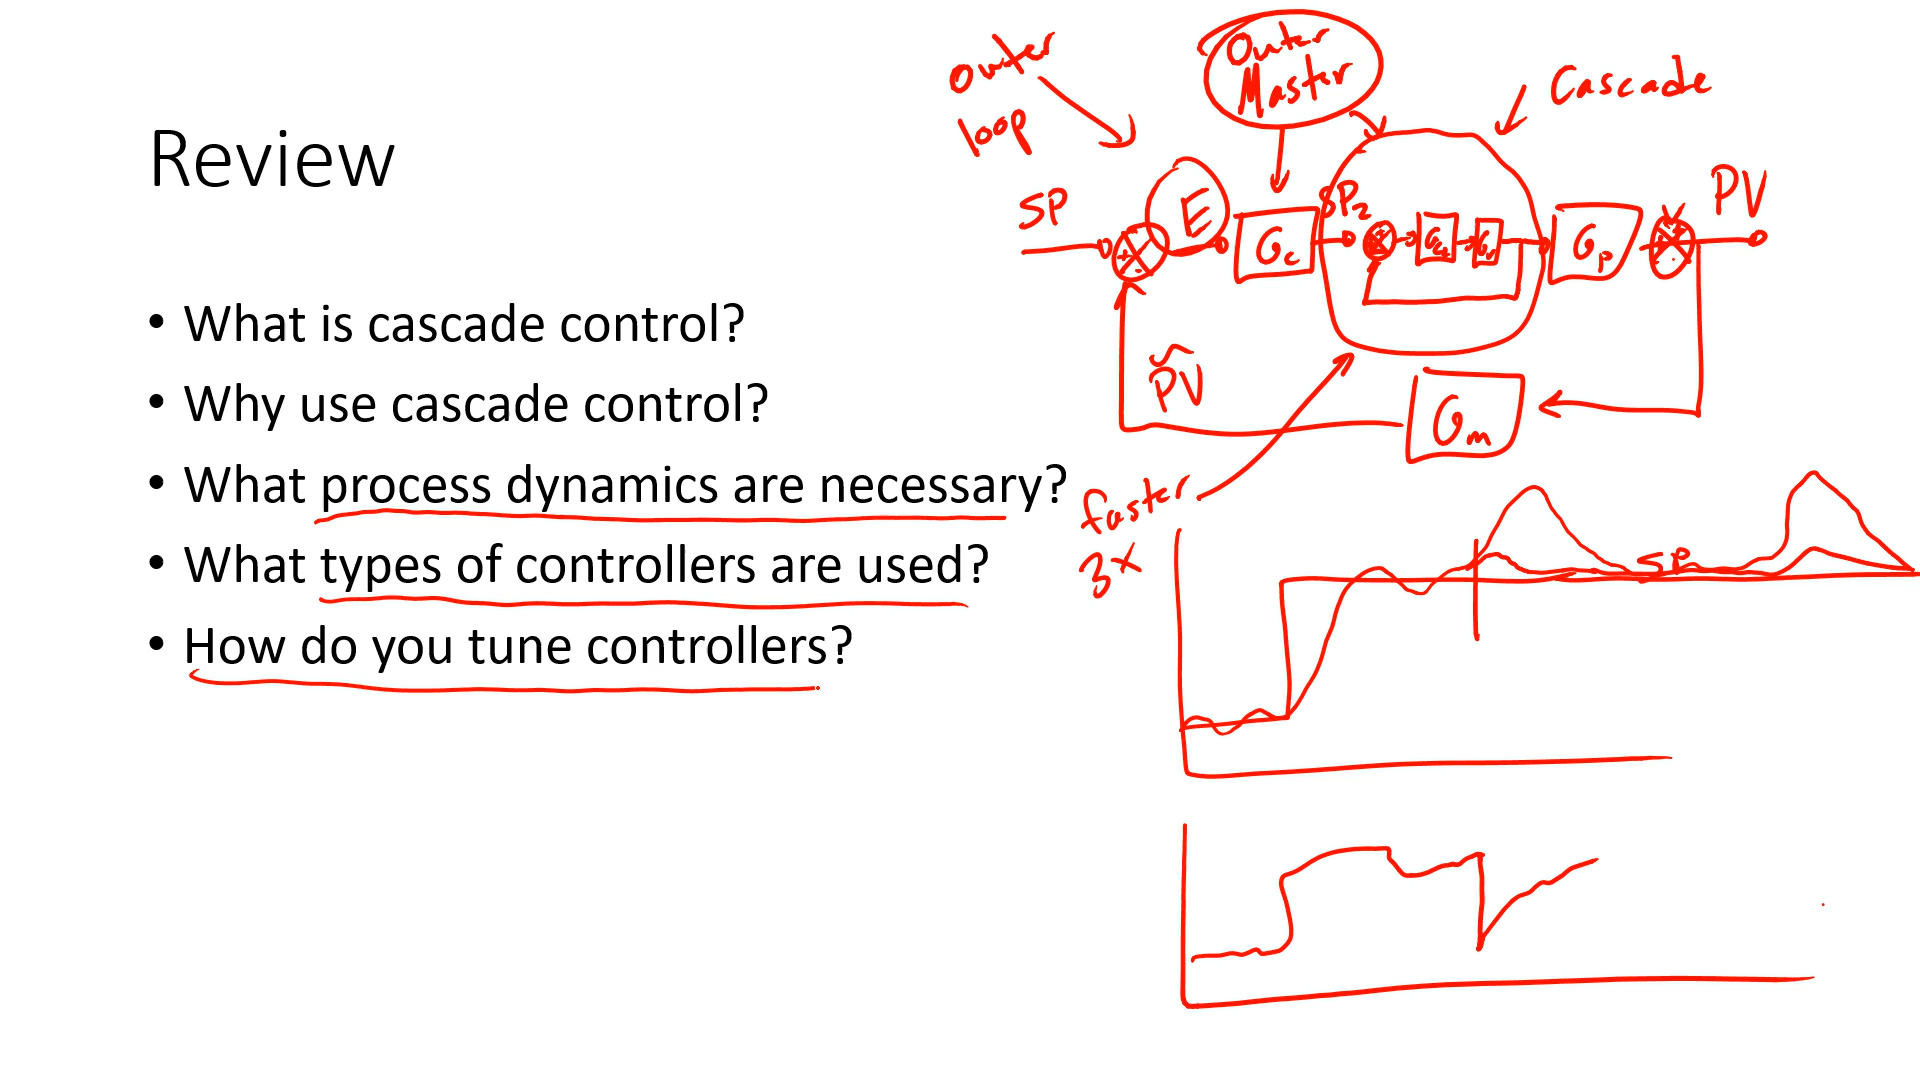 Review
• What is cascade control?
• Why use cascade control?
• What process dynamics are necessary?
• What types of controllers are used?
• How do you tune controllers?
outer
loop
Outer
Master
Cascade
SP
E
Gc
SP2
Gc2
Gv
Gp
PV
PV
Gm
faster
3x
SP